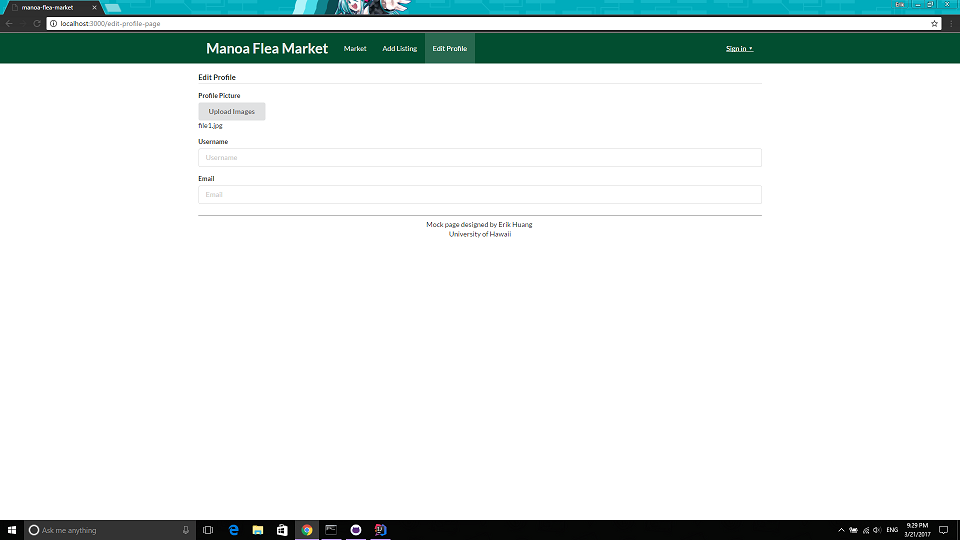 manoa-flea-market
Erik
localhost:3000/edit-profile-page
Manoa Flea Market Market Add Listing Edit Profile Sign in
Edit Profile
Profile Picture
Upload Images
file1.jpg
Username
Username
Email
Email
Mock page designed by Erik Huang
University of Hawaii
Ask me anything
ENG
9:29 PM
3/21/2017